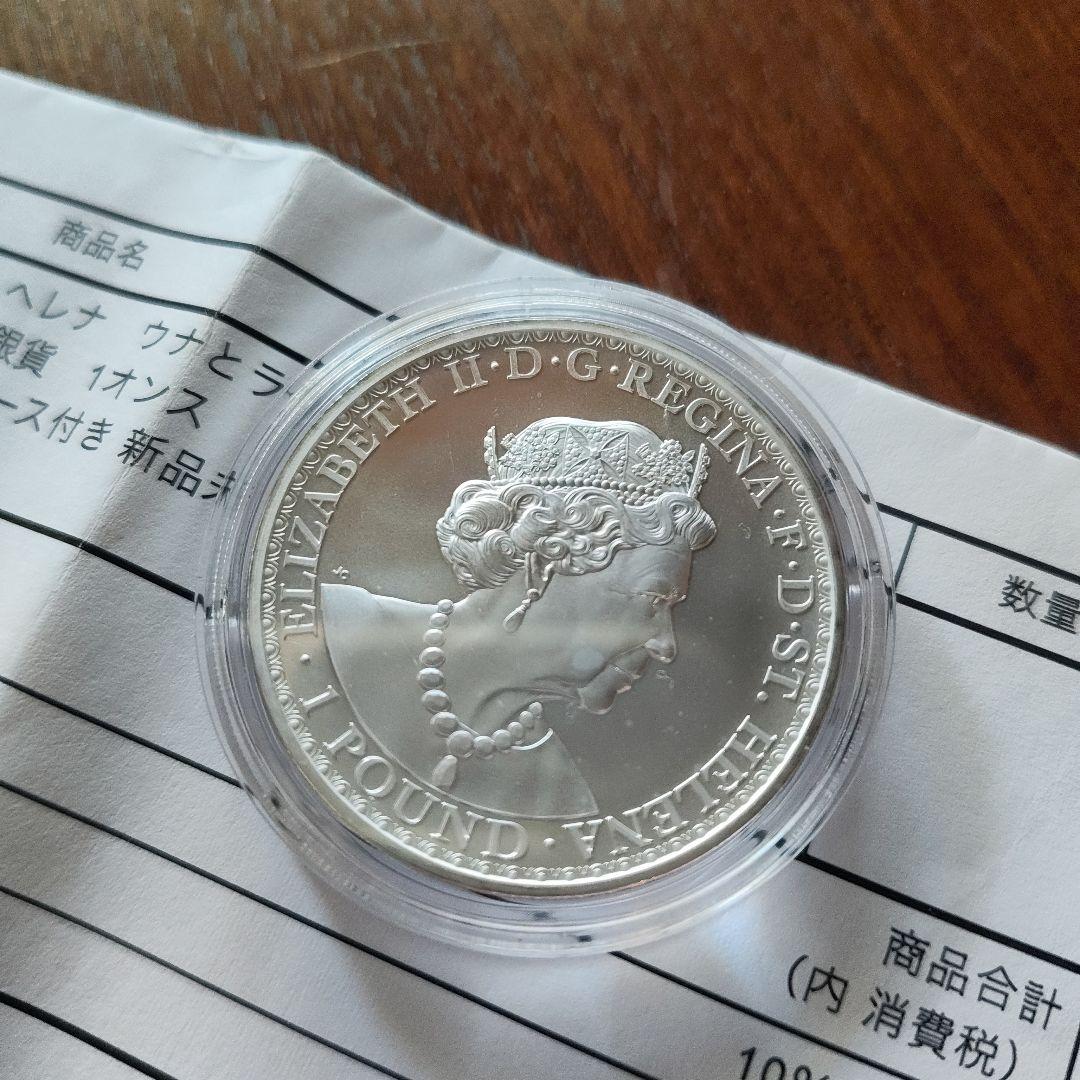 商品名
ヘレナ ウナとラ
銀貨 1オンス
ース付き 新品未
数量
· ELIZABETH II · D · G · REGINA · F · D · ST. HELENA · 1 POUND
商品合計
(内 消費税)
10%